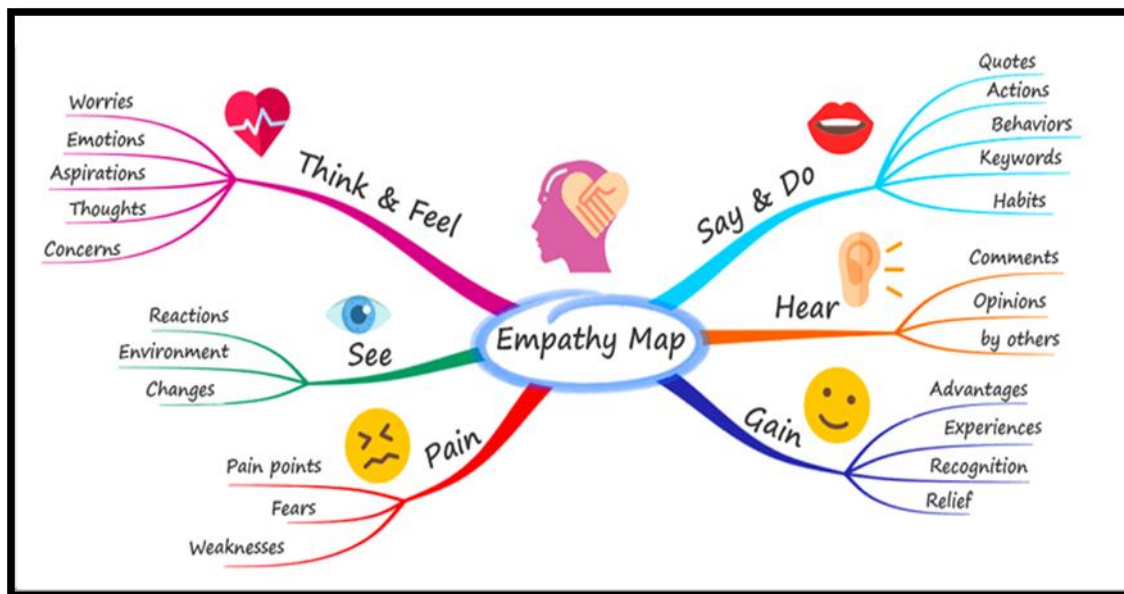 Think & Feel
Worries
Emotions
Aspirations
Thoughts
Concerns
See
Reactions
Environment
Changes
Pain
Pain points
Fears
Weaknesses
Empathy Map
Say & Do
Quotes
Actions
Behaviors
Keywords
Habits
Hear
Comments
Opinions
by others
Gain
Advantages
Experiences
Recognition
Relief